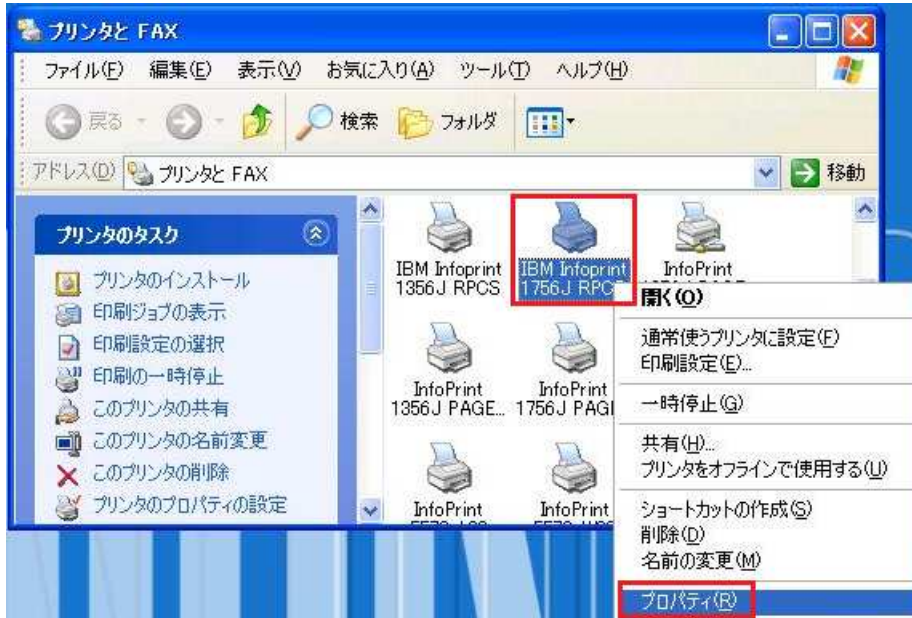 プリンタと FAX
ファイル(F) 編集(E) 表示(V) お気に入り(A) ツール(T) ヘルプ(H)
戻る 検索 フォルダ
アドレス(D) プリンタと FAX 移動
プリンタのタスク
プリンタのインストール
印刷ジョブの表示
印刷設定の選択
印刷の一時停止
このプリンタの共有
このプリンタの名前変更
このプリンタの削除
プリンタのプロパティの設定
IBM Infoprint
1356J RPCS
IBM Infoprint
1756J RPC
InfoPrint
InfoPrint
1356J PAGE...
InfoPrint
1756J PAGI
InfoPrint
InfoPrint
開く(O)
通常使うプリンタに設定(F)
印刷設定(E)...
一時停止(G)
共有(H)...
プリンタをオフラインで使用する(U)
ショートカットの作成(S)
削除(D)
名前の変更(M)
プロパティ(R)